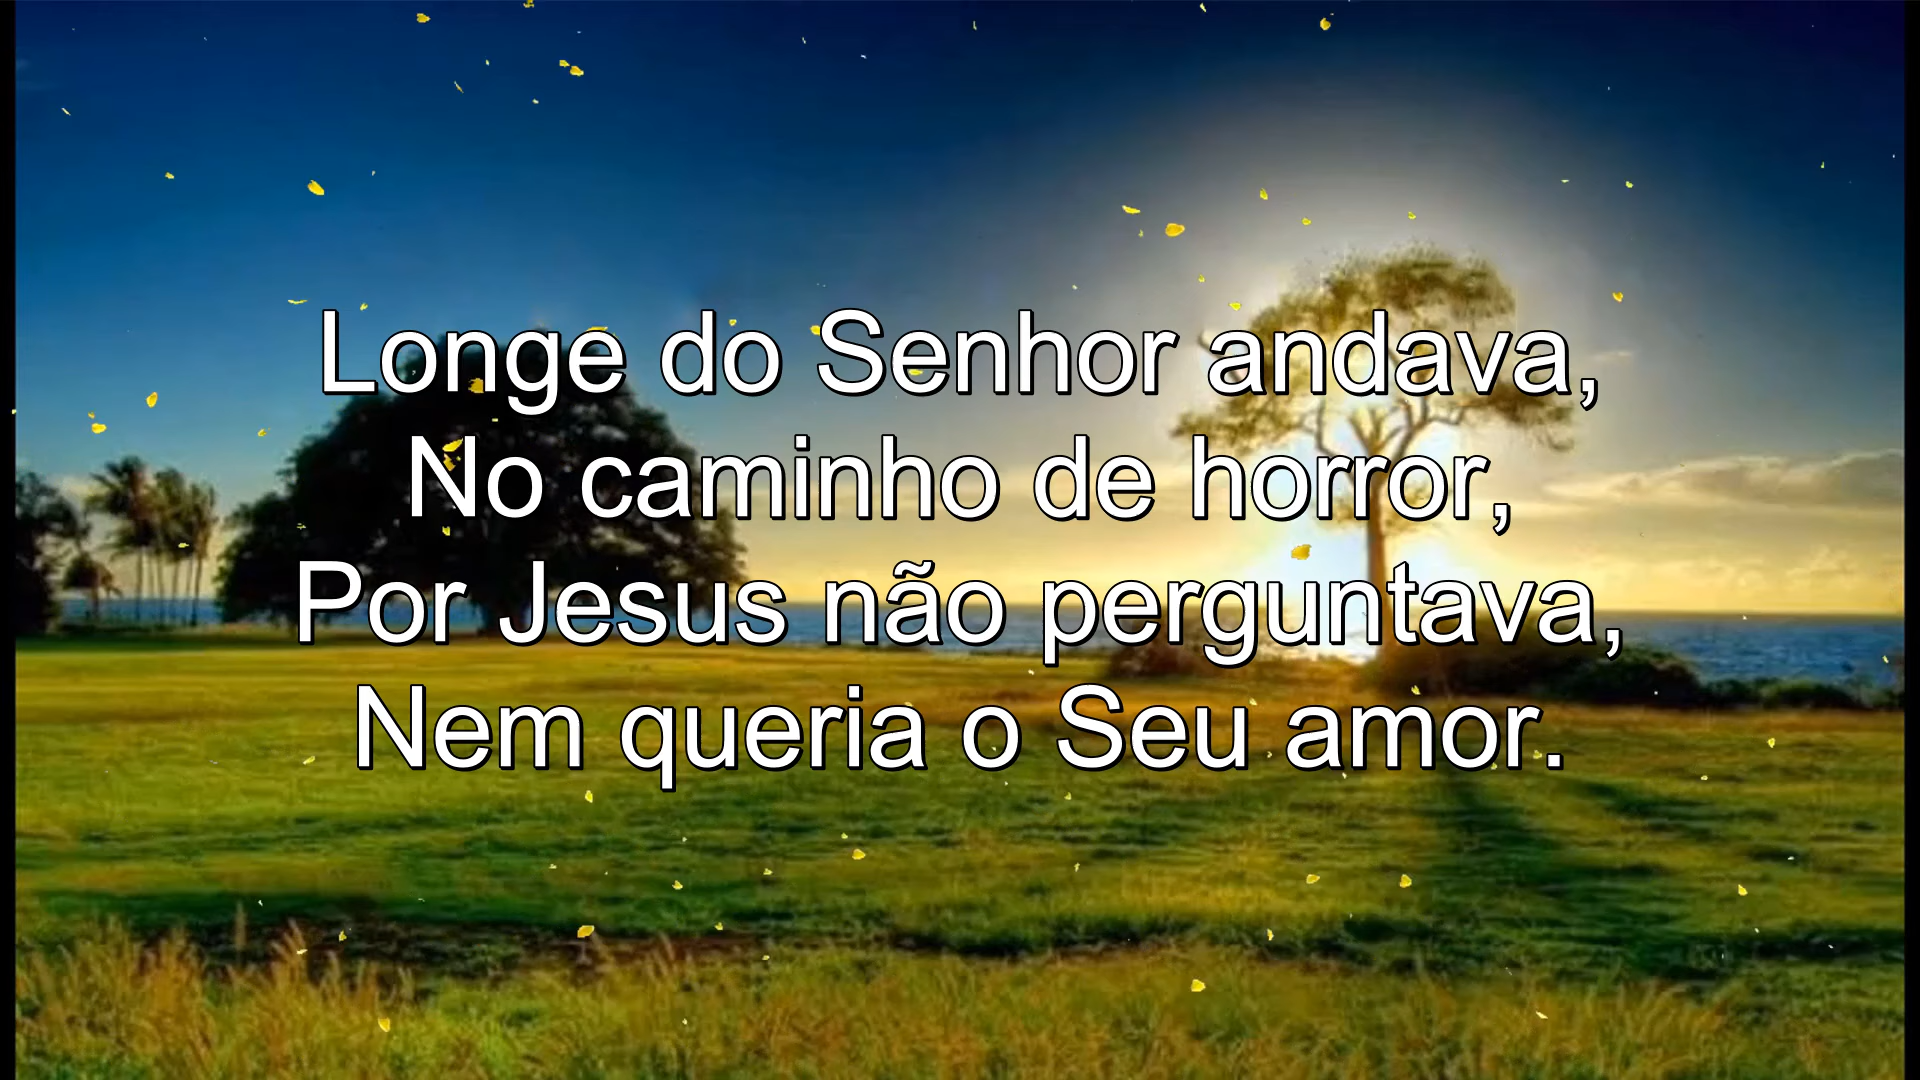 Longe do Senhor andava,
No caminho de horror,
Por Jesus não perguntava,
Nem queria o Seu amor.